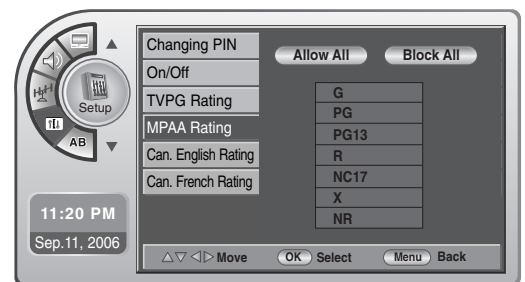 Setup
AB
11:20 PM
Sep.11, 2006
Changing PIN
On/Off
TVPG Rating
MPAA Rating
Can. English Rating
Can. French Rating
Allow All
Block All
G
PG
PG13
R
NC17
X
NR
△▽◁▷ Move
OK Select
Menu Back